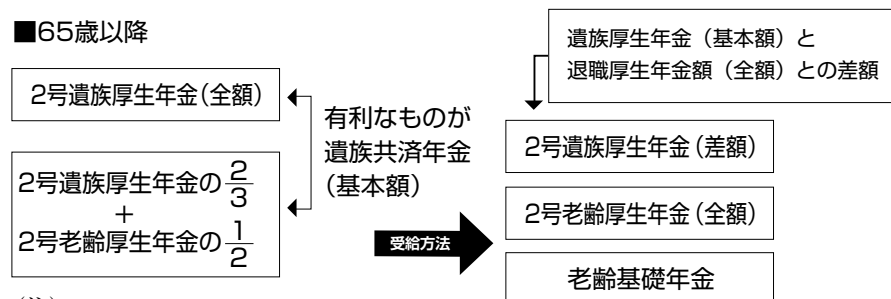 ■65歳以降
2号遺族厚生年金(全額)
2号遺族厚生年金の2/3
+
2号老齢厚生年金の1/2
有利なものが
遺族共済年金
(基本額)
受給方法
遺族厚生年金(基本額)と
退職厚生年金額(全額)との差額
2号遺族厚生年金(差額)
2号老齢厚生年金(全額)
老齢基礎年金